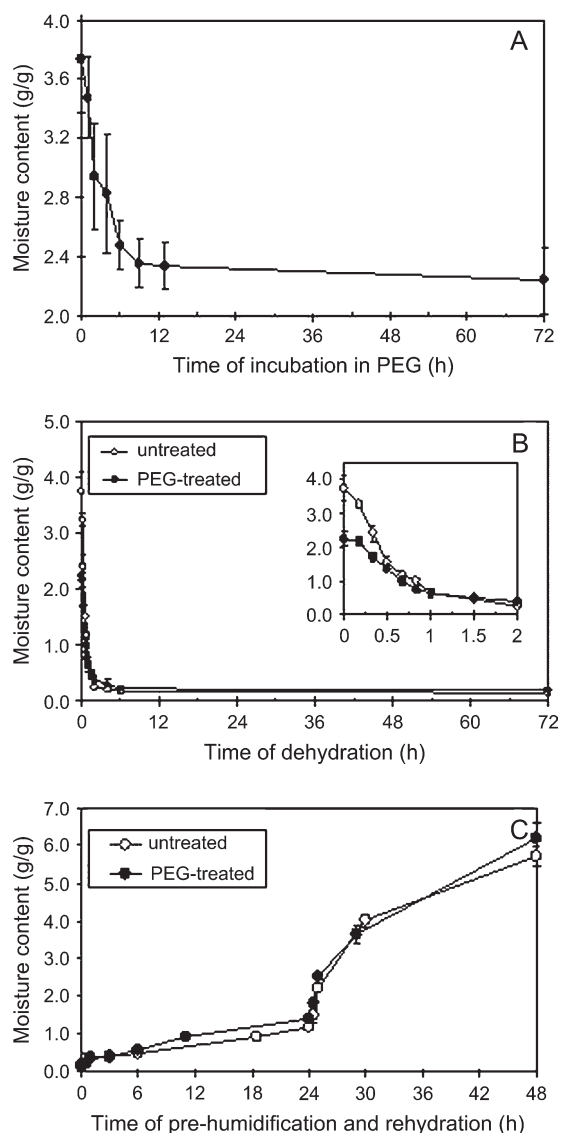 A
4.0
3.6
3.2
2.8
2.4
2.0
Moisture content (g/g)
0 12 24 36 48 60 72
Time of incubation in PEG (h)
B
5.0
4.0
3.0
2.0
1.0
0.0
Moisture content (g/g)
untreated
PEG-treated
4.0
3.0
2.0
1.0
0.0
0 0.5 1 1.5 2
0 12 24 36 48 60 72
Time of dehydration (h)
C
7.0
6.0
5.0
4.0
3.0
2.0
1.0
0.0
Moisture content (g/g)
untreated
PEG-treated
0 6 12 18 24 30 36 42 48
Time of pre-humidification and rehydration (h)